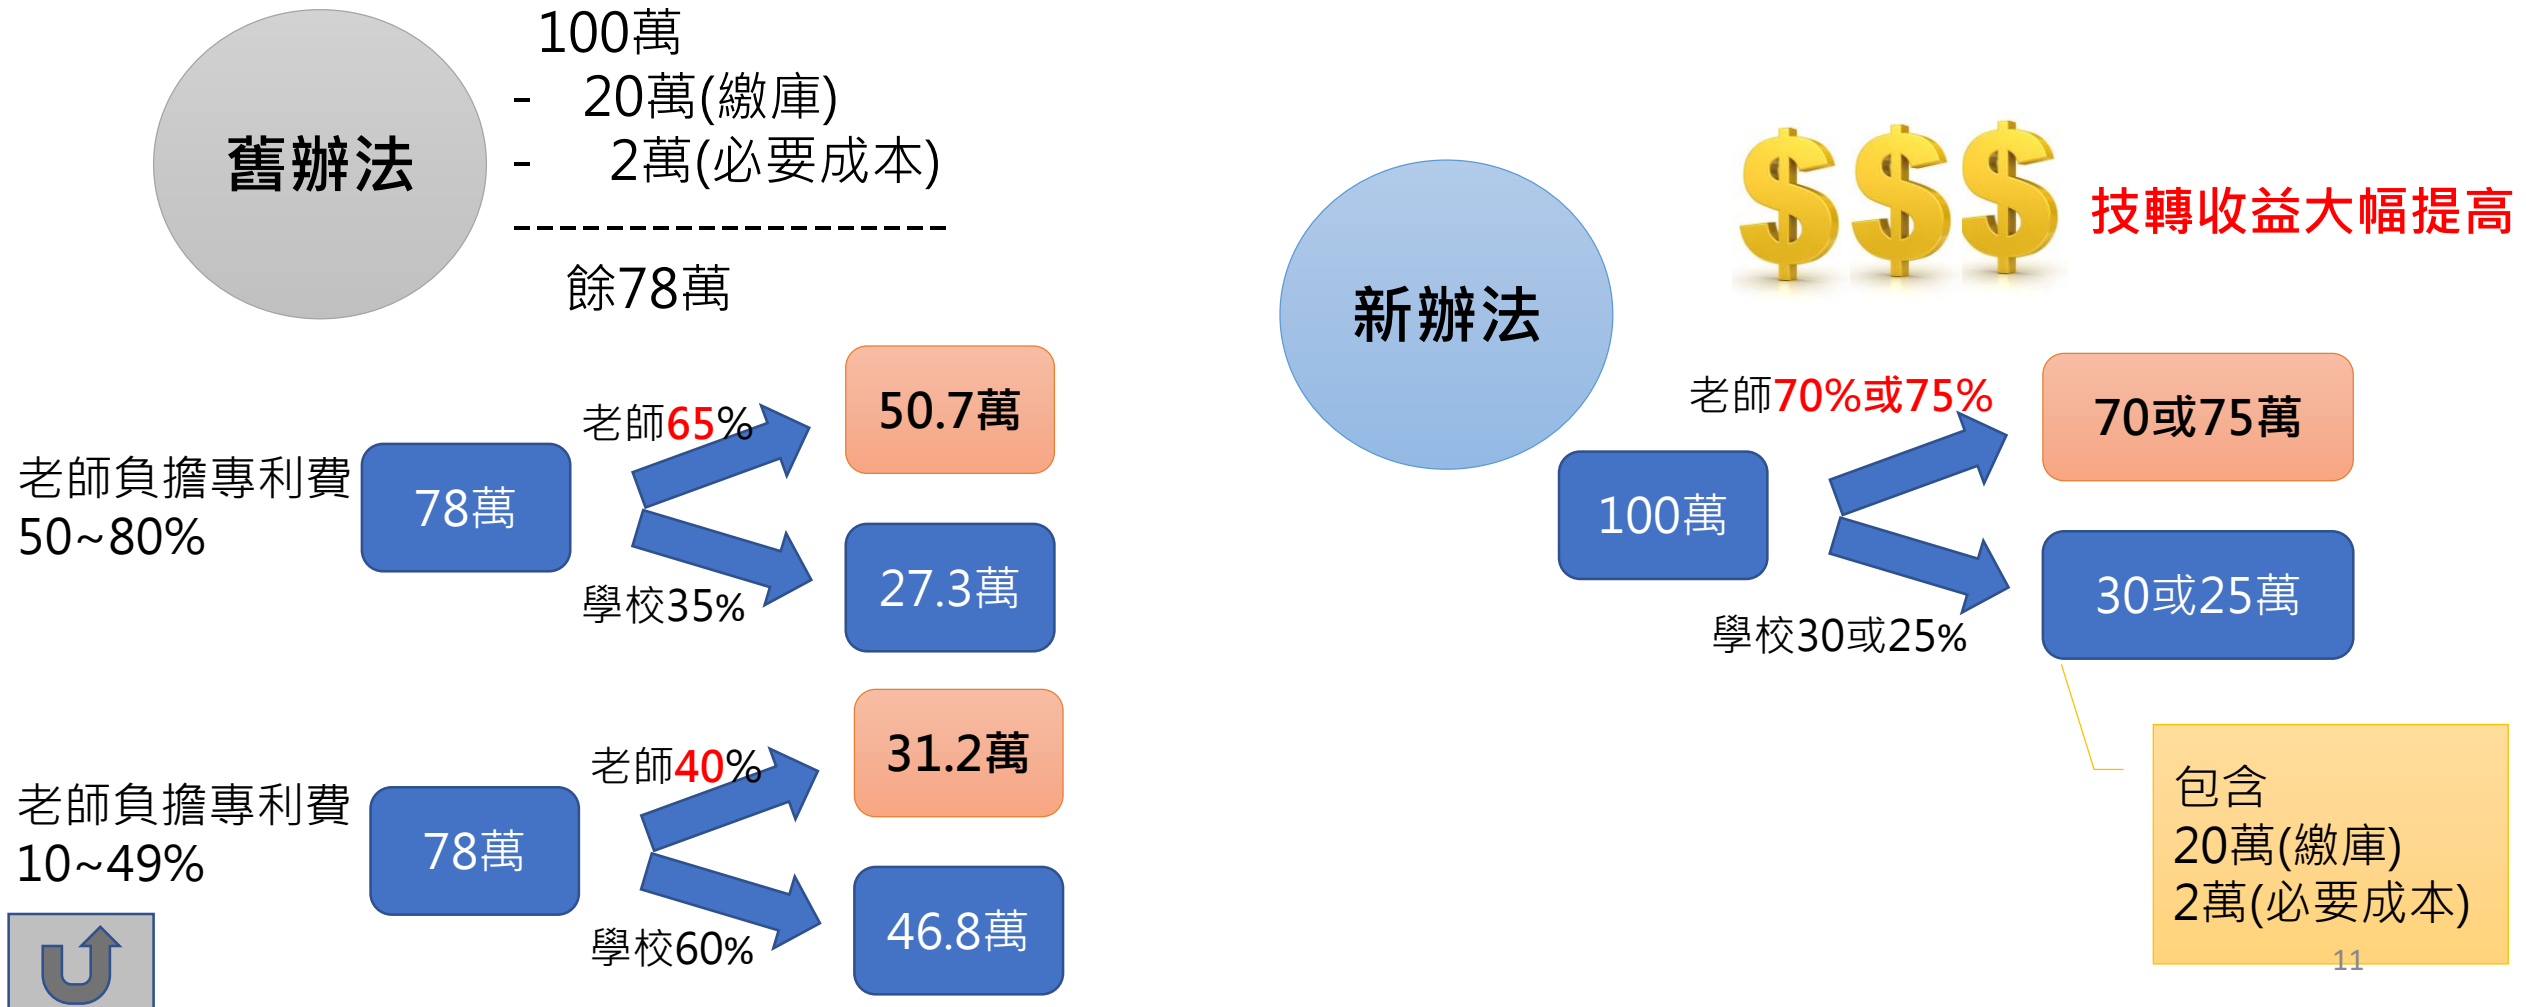 舊辦法
100萬
- 20萬(繳庫)
- 2萬(必要成本)
-------------------
餘78萬
老師負擔專利費
50~80%
78萬
老師65%
50.7萬
學校35%
27.3萬
老師負擔專利費
10~49%
78萬
老師40%
31.2萬
學校60%
46.8萬
新辦法
技轉收益大幅提高
100萬
老師70%或75%
70或75萬
學校30或25%
30或25萬
包含
20萬(繳庫)
2萬(必要成本)
11